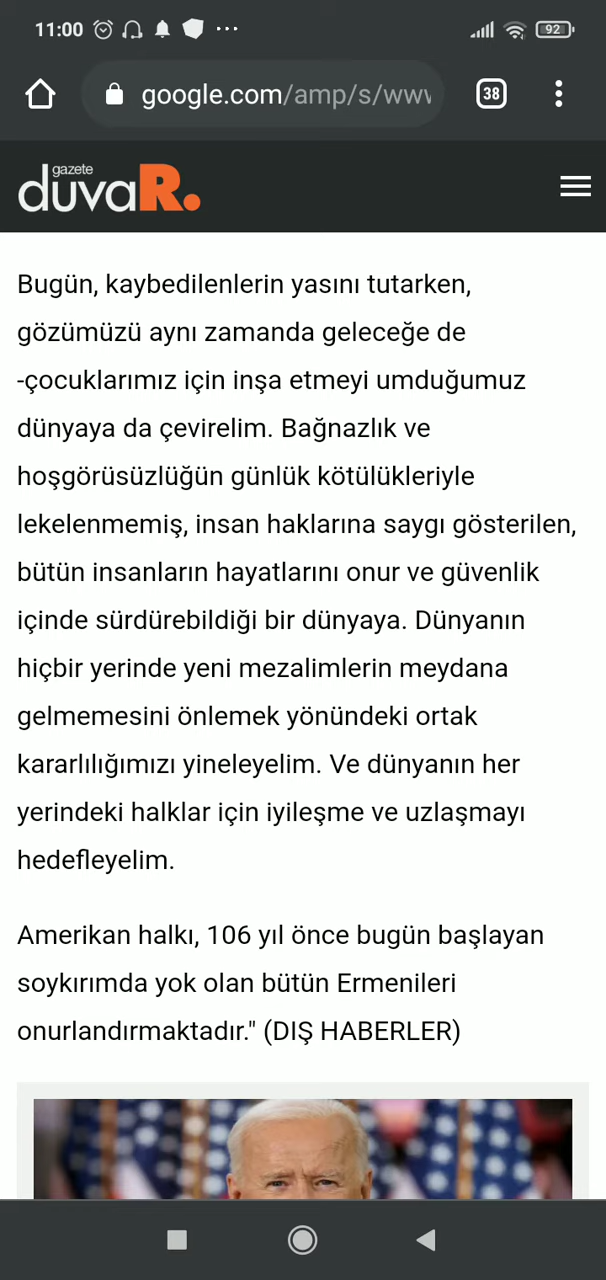 11:00
92
google.com/amp/s/www
38
gazete
duvaR.
Bugün, kaybedilenlerin yasını tutarken,
gözümüzü aynı zamanda geleceğe de
-çocuklarımız için inşa etmeyi umduğumuz
dünyaya da çevirelim. Bağnazlık ve
hoşgörüsüzlüğün günlük kötülükleriyle
lekelenmemiş, insan haklarına saygı gösterilen,
bütün insanların hayatlarını onur ve güvenlik
içinde sürdürebildiği bir dünyaya. Dünyanın
hiçbir yerinde yeni mezalimlerin meydana
gelmemesini önlemek yönündeki ortak
kararlılığımızı yineleyelim. Ve dünyanın her
yerindeki halklar için iyileşme ve uzlaşmayı
hedefleyelim.
Amerikan halkı, 106 yıl önce bugün başlayan
soykırımda yok olan bütün Ermenileri
onurlandırmaktadır." (DIŞ HABERLER)